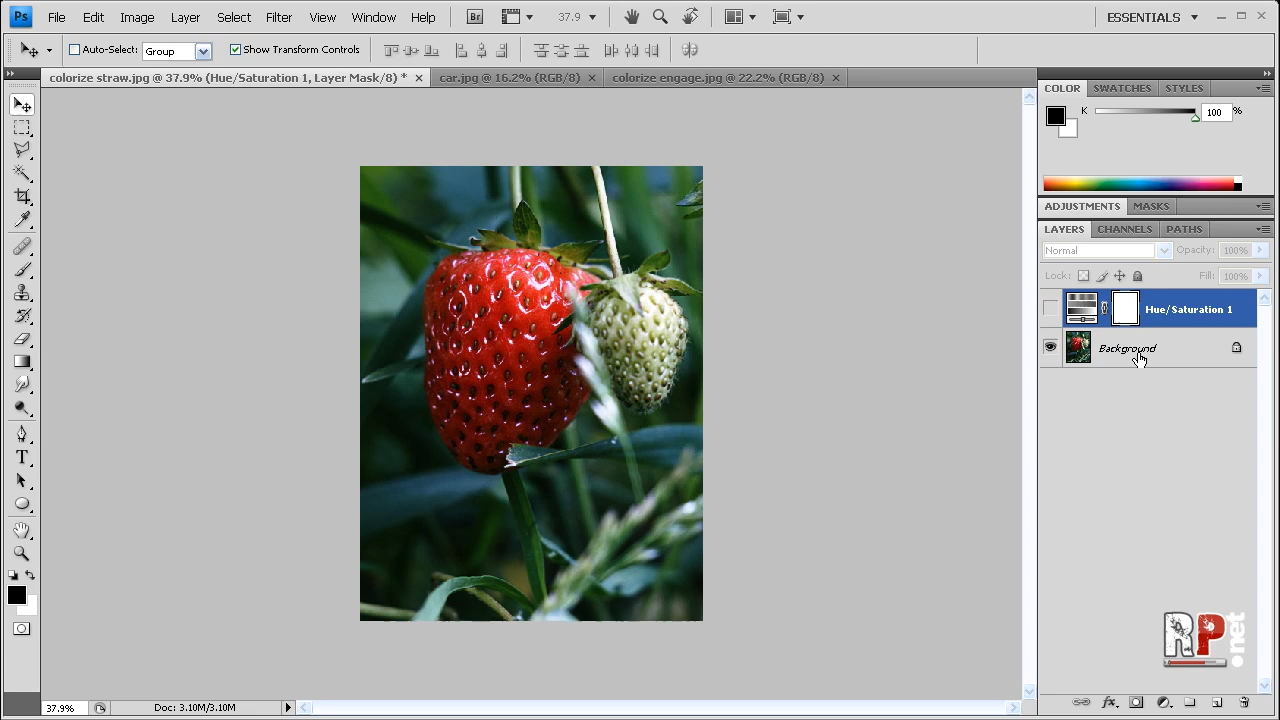 Ps File Edit Image Layer Select Filter View Window Help Br 37.9 ESSENTIALS
Auto-Select: Group Show Transform Controls
colorize straw.jpg @ 37.9% (Hue/Saturation 1, Layer Mask/8) * car.jpg @ 16.2% (RGB/8) colorize engage.jpg @ 22.2% (RGB/8)
COLOR SWATCHES STYLES
K 100 %
ADJUSTMENTS MASKS
LAYERS CHANNELS PATHS
Normal Opacity: 100%
Lock: Fill: 100%
Hue/Saturation 1
Background
T
RP.net
37.9% Doc: 3.10M/3.10M
fx